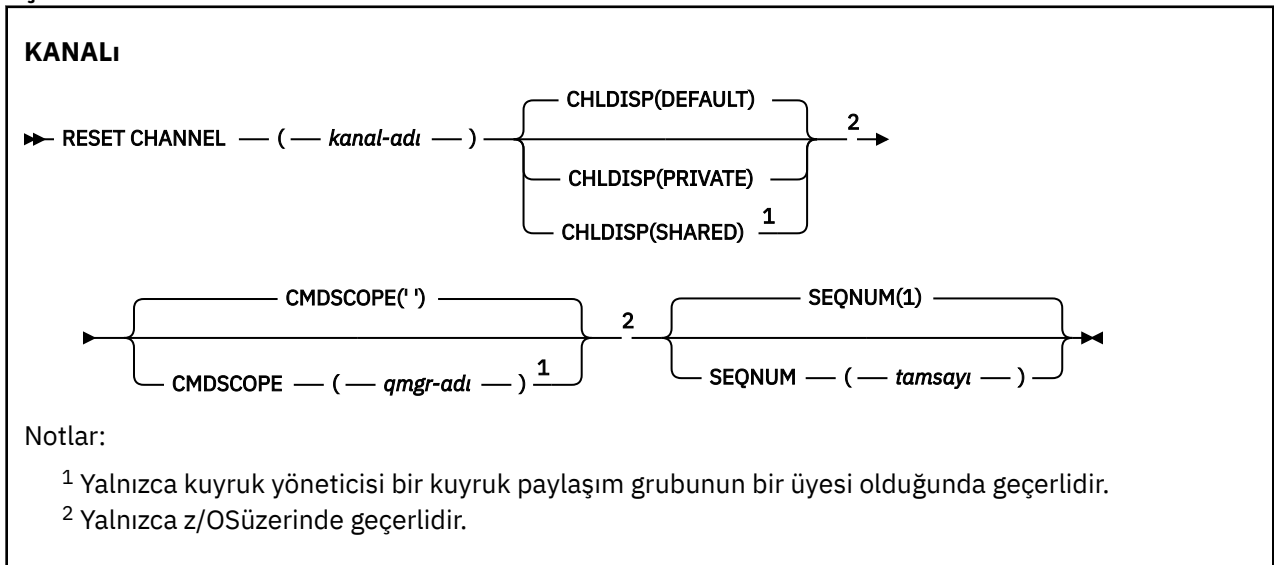 KANALı
CHLDISP(DEFAULT)
RESET CHANNEL ( kanal-adı ) 2
CHLDISP(PRIVATE)
CHLDISP(SHARED) 1
CMDSCOPE(' ') SEQNUM(1)
2
CMDSCOPE ( qmgr-adı ) 1 SEQNUM ( tamsayı )
Notlar:
1 Yalnızca kuyruk yöneticisi bir kuyruk paylaşım grubunun bir üyesi olduğunda geçerlidir.
2 Yalnızca z/OSüzerinde geçerlidir.